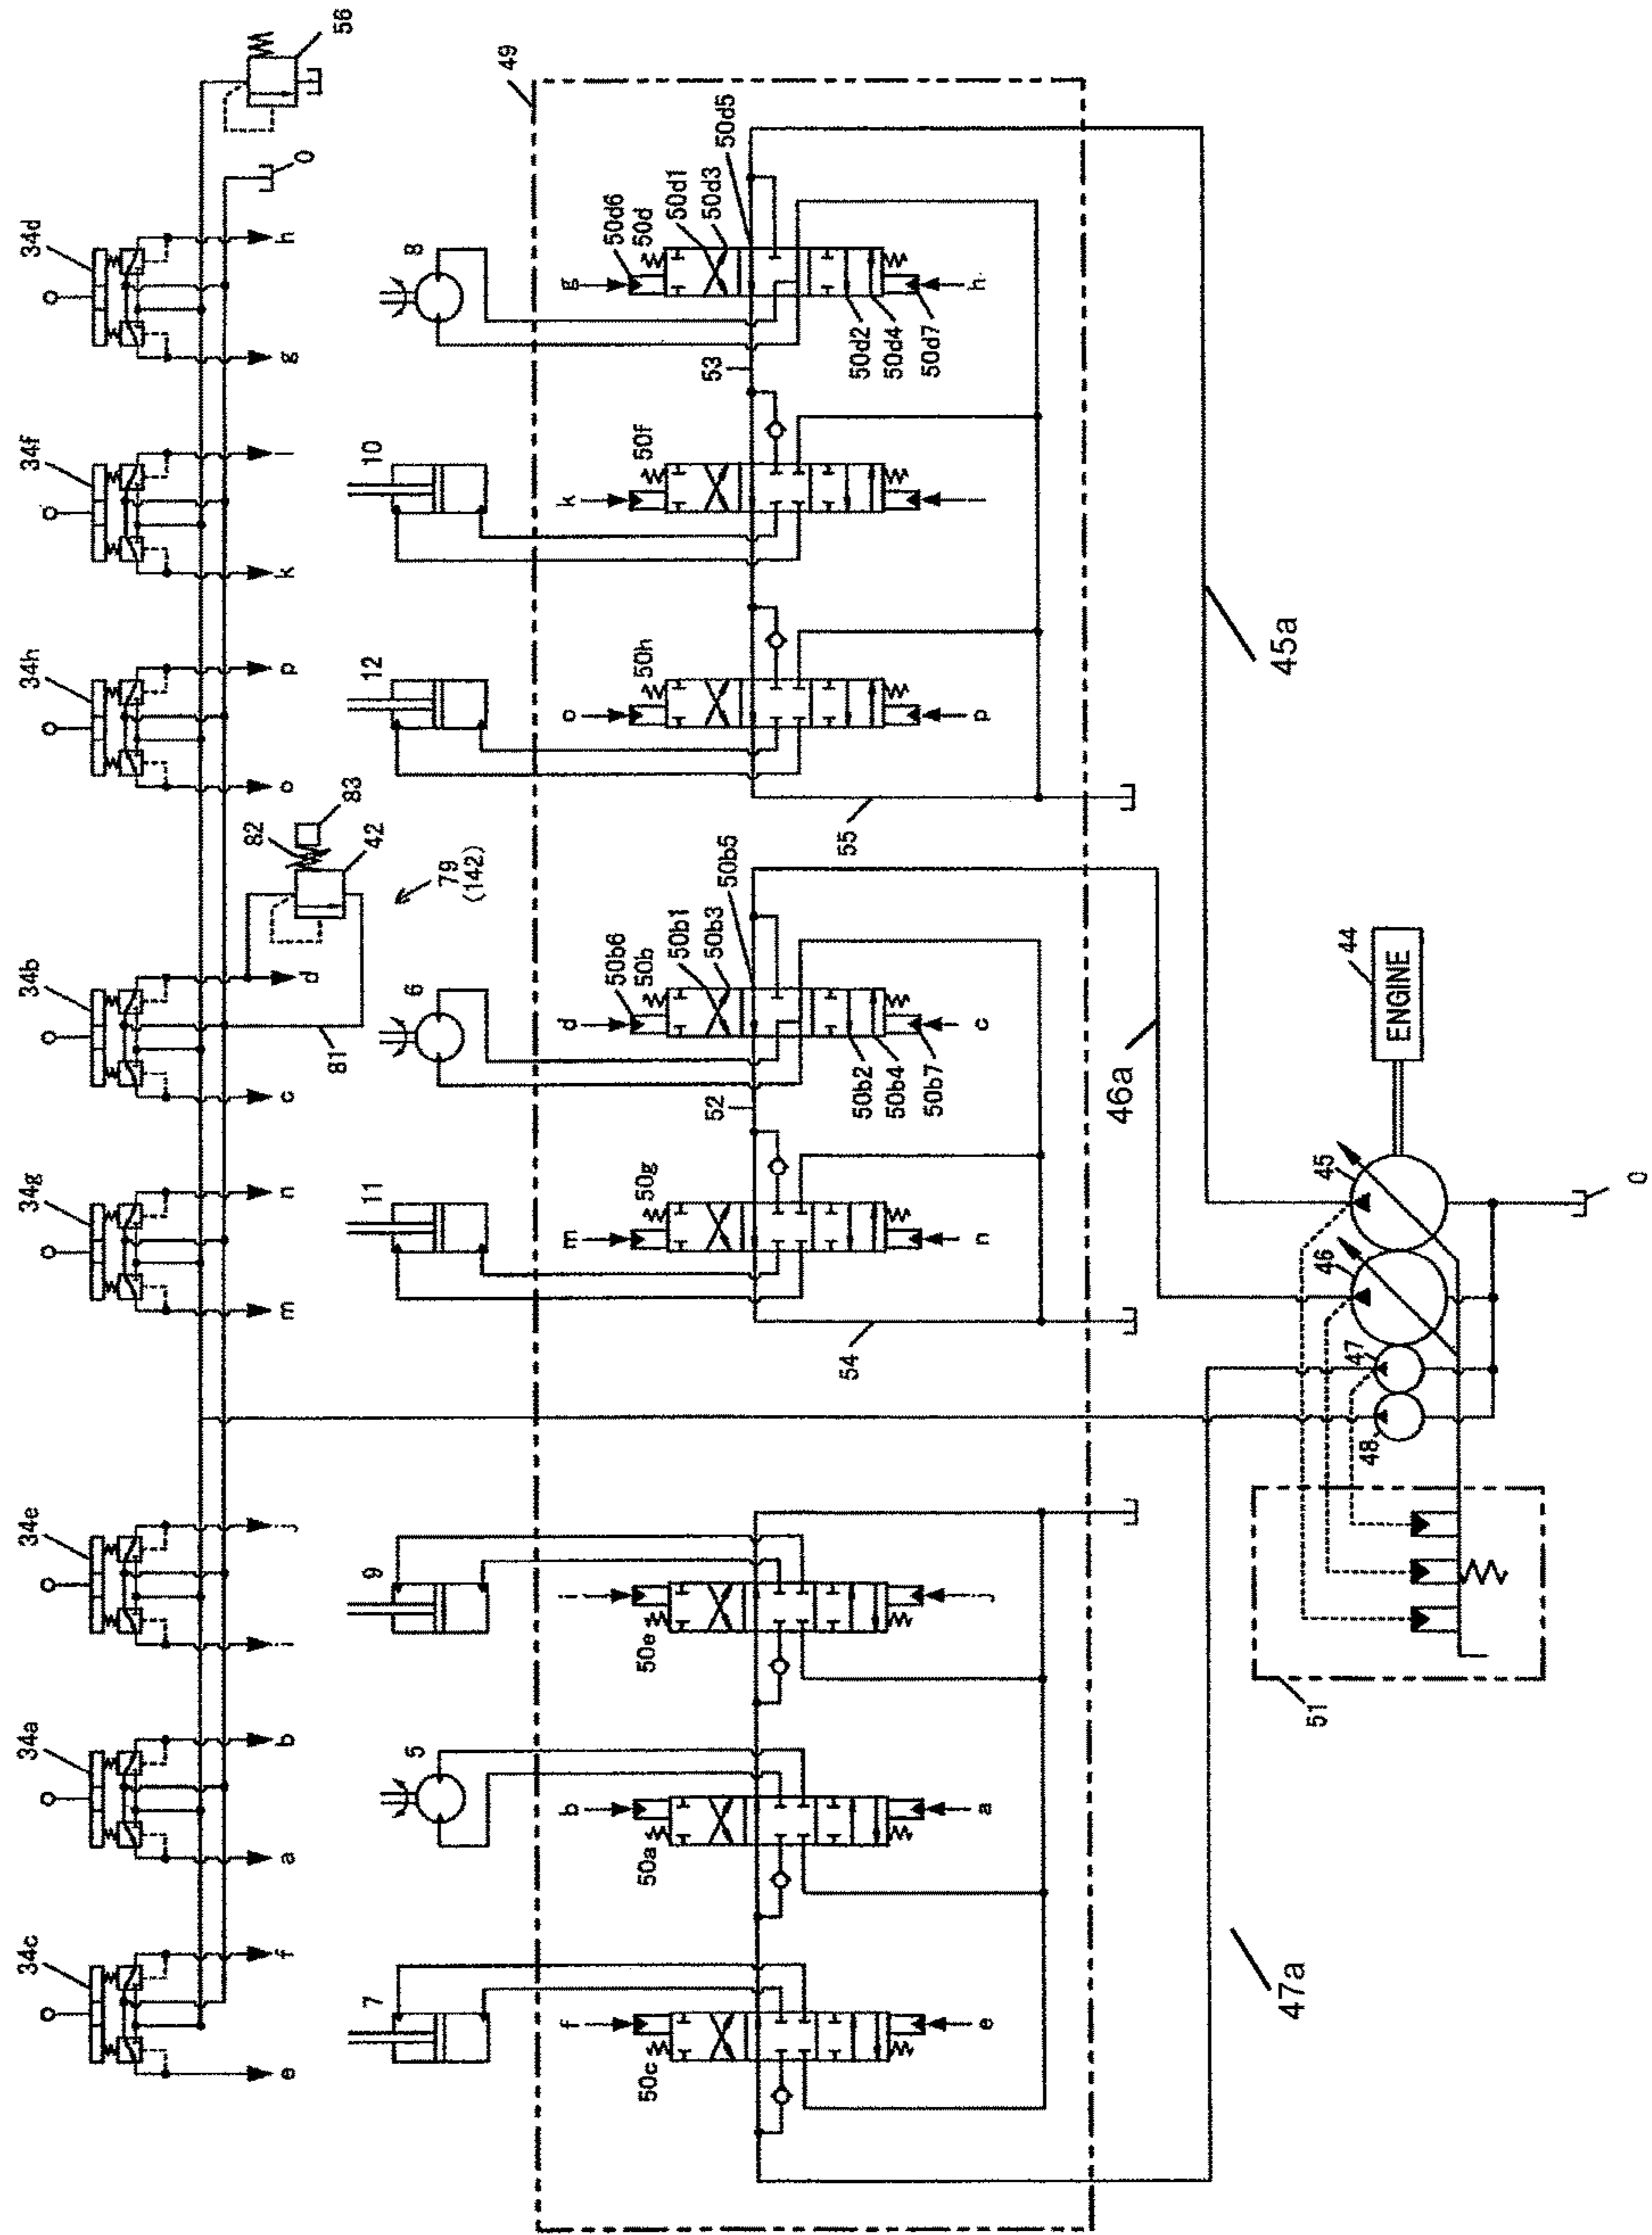 34c
34a
34e
34g
34b
34h
34f
34d
56
O
e
f
a
b
i
j
m
n
c
d
o
p
k
l
g
h
81
82
83
42
79
(142)
7
5
9
11
6
12
10
8
49
f
50c
e
b
50a
a
i
50e
j
m
50g
n
d
50b6
50b
50b1
50b3
50b5
50b2
50b4
50b7
c
52
54
o
50h
p
k
50f
l
g
50d6
50d
50d1
50d3
50d5
50d2
50d4
50d7
h
53
55
47a
46a
45a
51
48
47
46
45
44
ENGINE
O